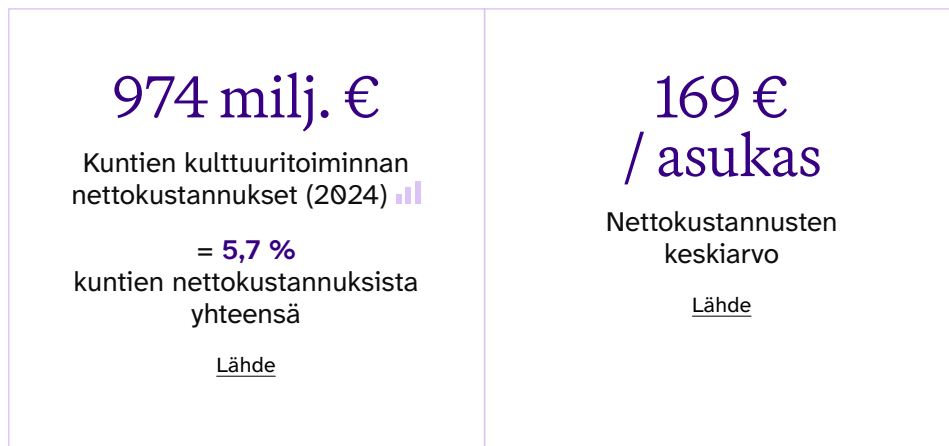 974 milj. €
Kuntien kulttuuritoiminnan
nettokustannukset (2024)
= 5,7 %
kuntien nettokustannuksista
yhteensä
Lähde
169 €
/ asukas
Nettokustannusten
keskiarvo
Lähde